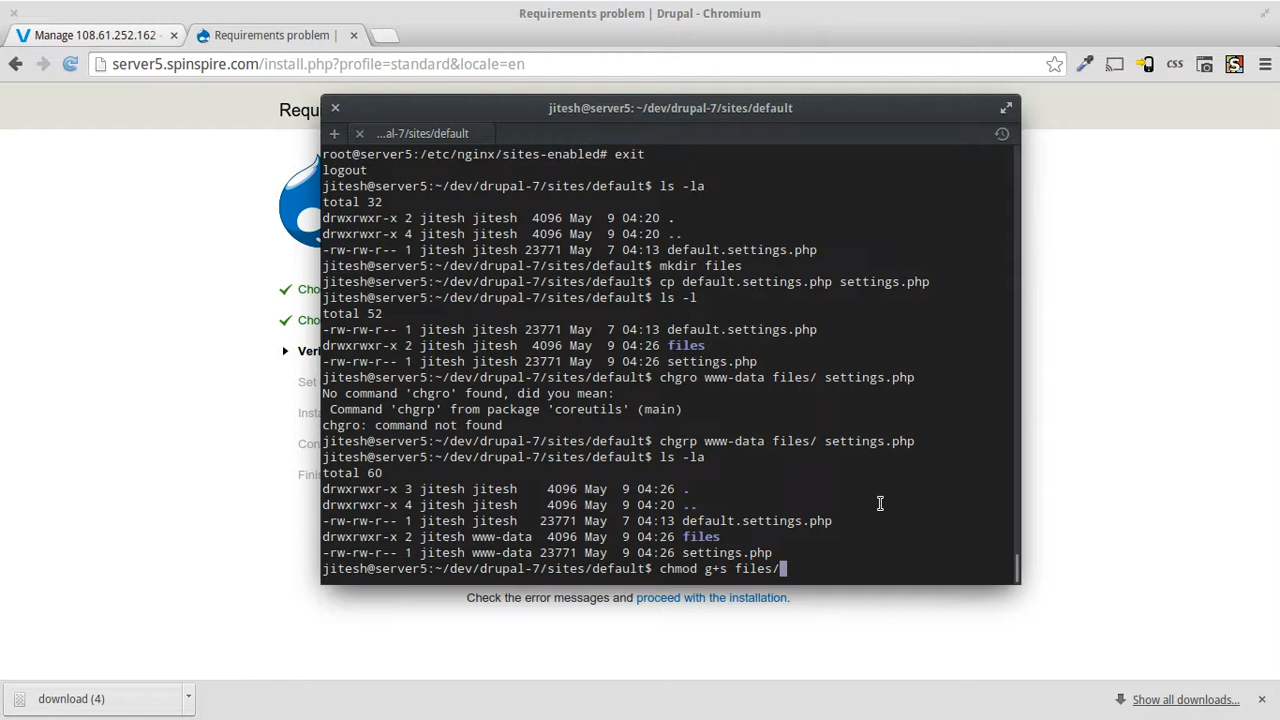 Requirements problem | Drupal - Chromium
Manage 108.61.252.162
Requirements problem |
server5.spinspire.com/install.php?profile=standard&locale=en
css
Requ
jitesh@server5: ~/dev/drupal-7/sites/default
...al-7/sites/default
root@server5:/etc/nginx/sites-enabled# exit
logout
jitesh@server5:~/dev/drupal-7/sites/default$ ls -la
total 32
drwxrwxr-x 2 jitesh jitesh  4096 May  9 04:20 .
drwxrwxr-x 4 jitesh jitesh  4096 May  9 04:20 ..
-rw-rw-r-- 1 jitesh jitesh 23771 May  7 04:13 default.settings.php
jitesh@server5:~/dev/drupal-7/sites/default$ mkdir files
jitesh@server5:~/dev/drupal-7/sites/default$ cp default.settings.php settings.php
jitesh@server5:~/dev/drupal-7/sites/default$ ls -l
total 52
-rw-rw-r-- 1 jitesh jitesh 23771 May  7 04:13 default.settings.php
drwxrwxr-x 2 jitesh jitesh  4096 May  9 04:26 files
-rw-rw-r-- 1 jitesh jitesh 23771 May  9 04:26 settings.php
jitesh@server5:~/dev/drupal-7/sites/default$ chgro www-data files/ settings.php
No command 'chgro' found, did you mean:
 Command 'chgrp' from package 'coreutils' (main)
chgro: command not found
jitesh@server5:~/dev/drupal-7/sites/default$ chgrp www-data files/ settings.php
jitesh@server5:~/dev/drupal-7/sites/default$ ls -la
total 60
drwxrwxr-x 3 jitesh jitesh    4096 May  9 04:26 .
drwxrwxr-x 4 jitesh jitesh    4096 May  9 04:20 ..
-rw-rw-r-- 1 jitesh jitesh   23771 May  7 04:13 default.settings.php
drwxrwxr-x 2 jitesh www-data  4096 May  9 04:26 files
-rw-rw-r-- 1 jitesh www-data 23771 May  9 04:26 settings.php
jitesh@server5:~/dev/drupal-7/sites/default$ chmod g+s files/
Cho
Cho
Veri
Set
Insta
Con
Finis
Check the error messages and proceed with the installation.
download (4)
Show all downloads...